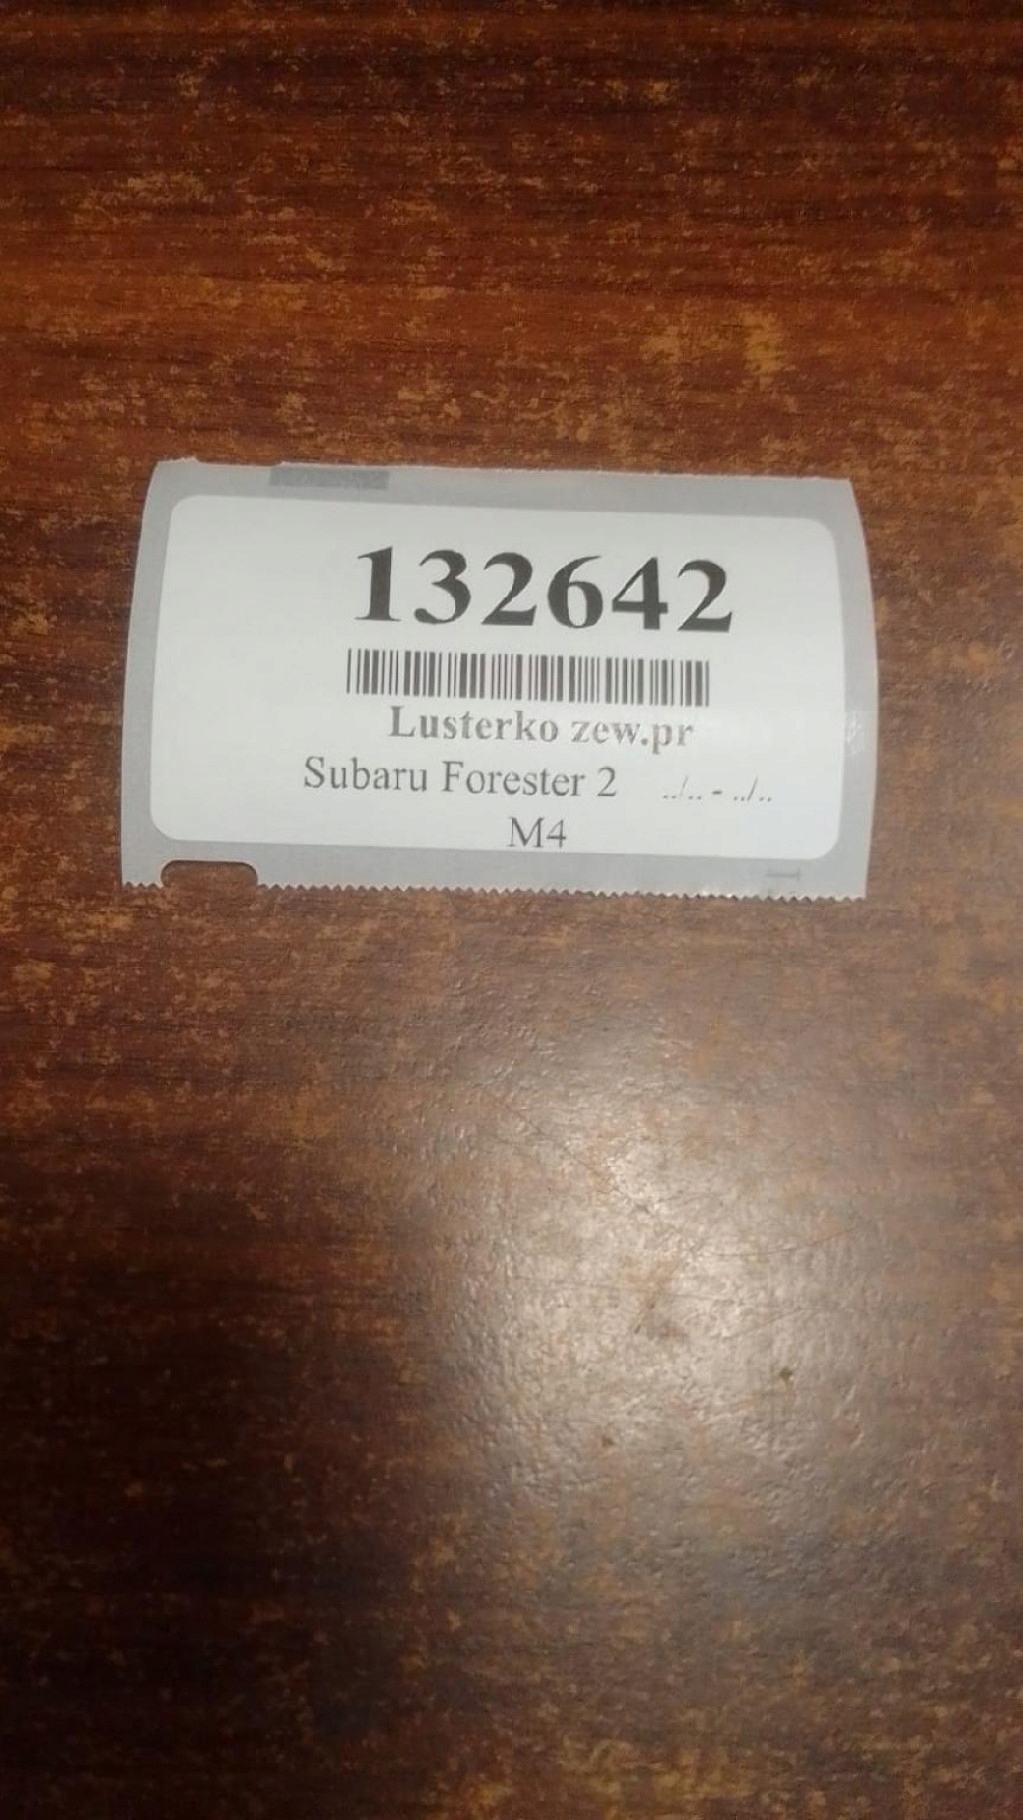 132642
Lusterko zew.pr
Subaru Forester 2 ../.. - ../..
M4